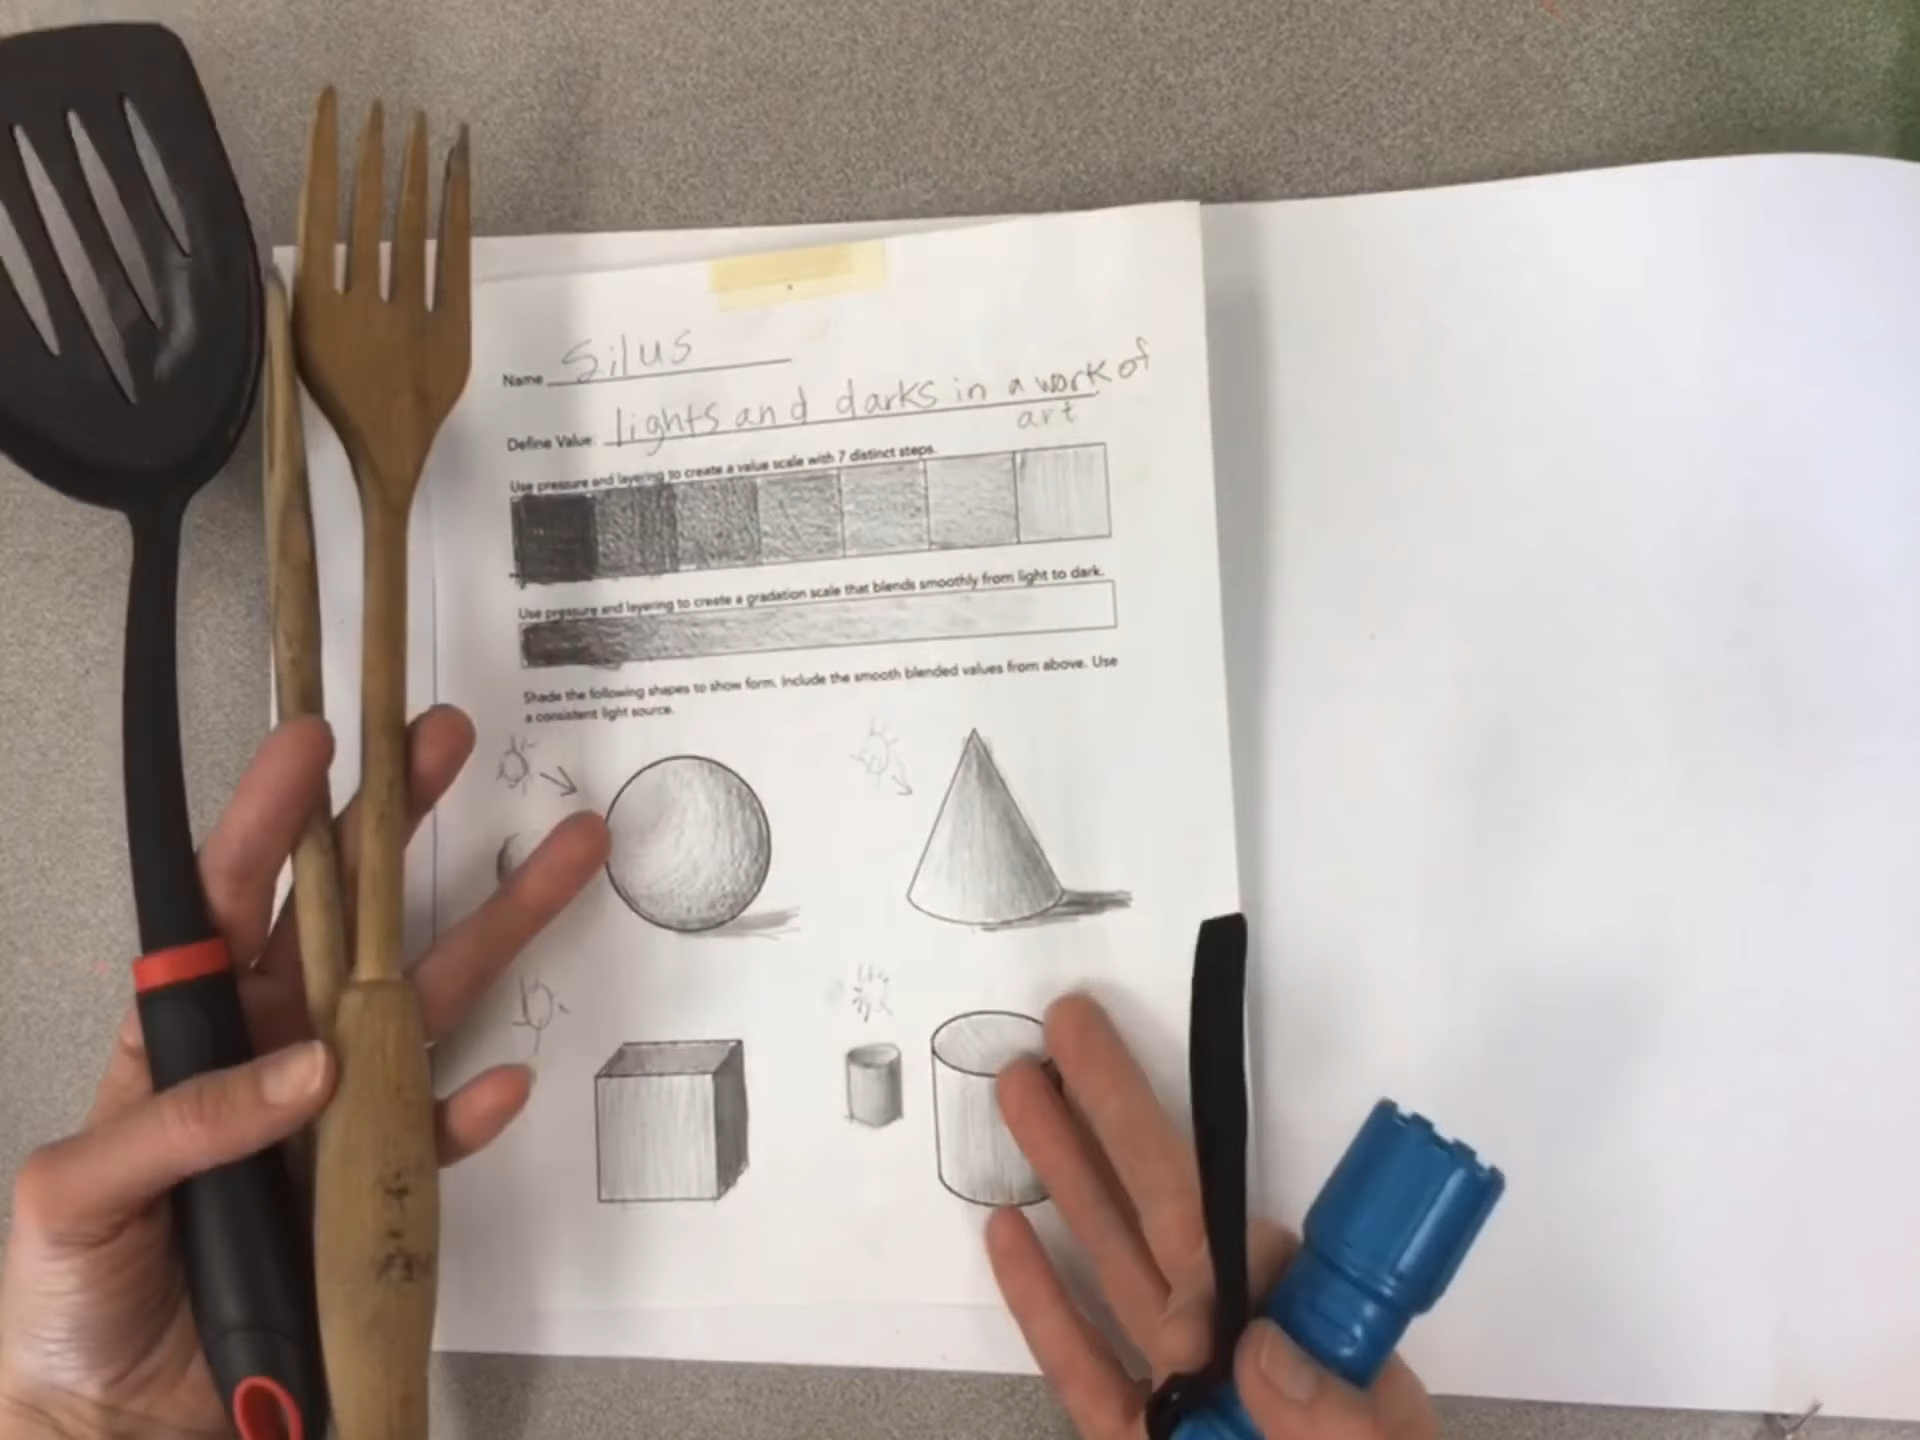 Name Silus
Define Value: lights and darks in a work of
art
Use pressure and layering to create a value scale with 7 distinct steps.
Use pressure and layering to create a gradation scale that blends smoothly from light to dark.
Shade the following shapes to show form. Include the smooth blended values from above. Use
a consistent light source.